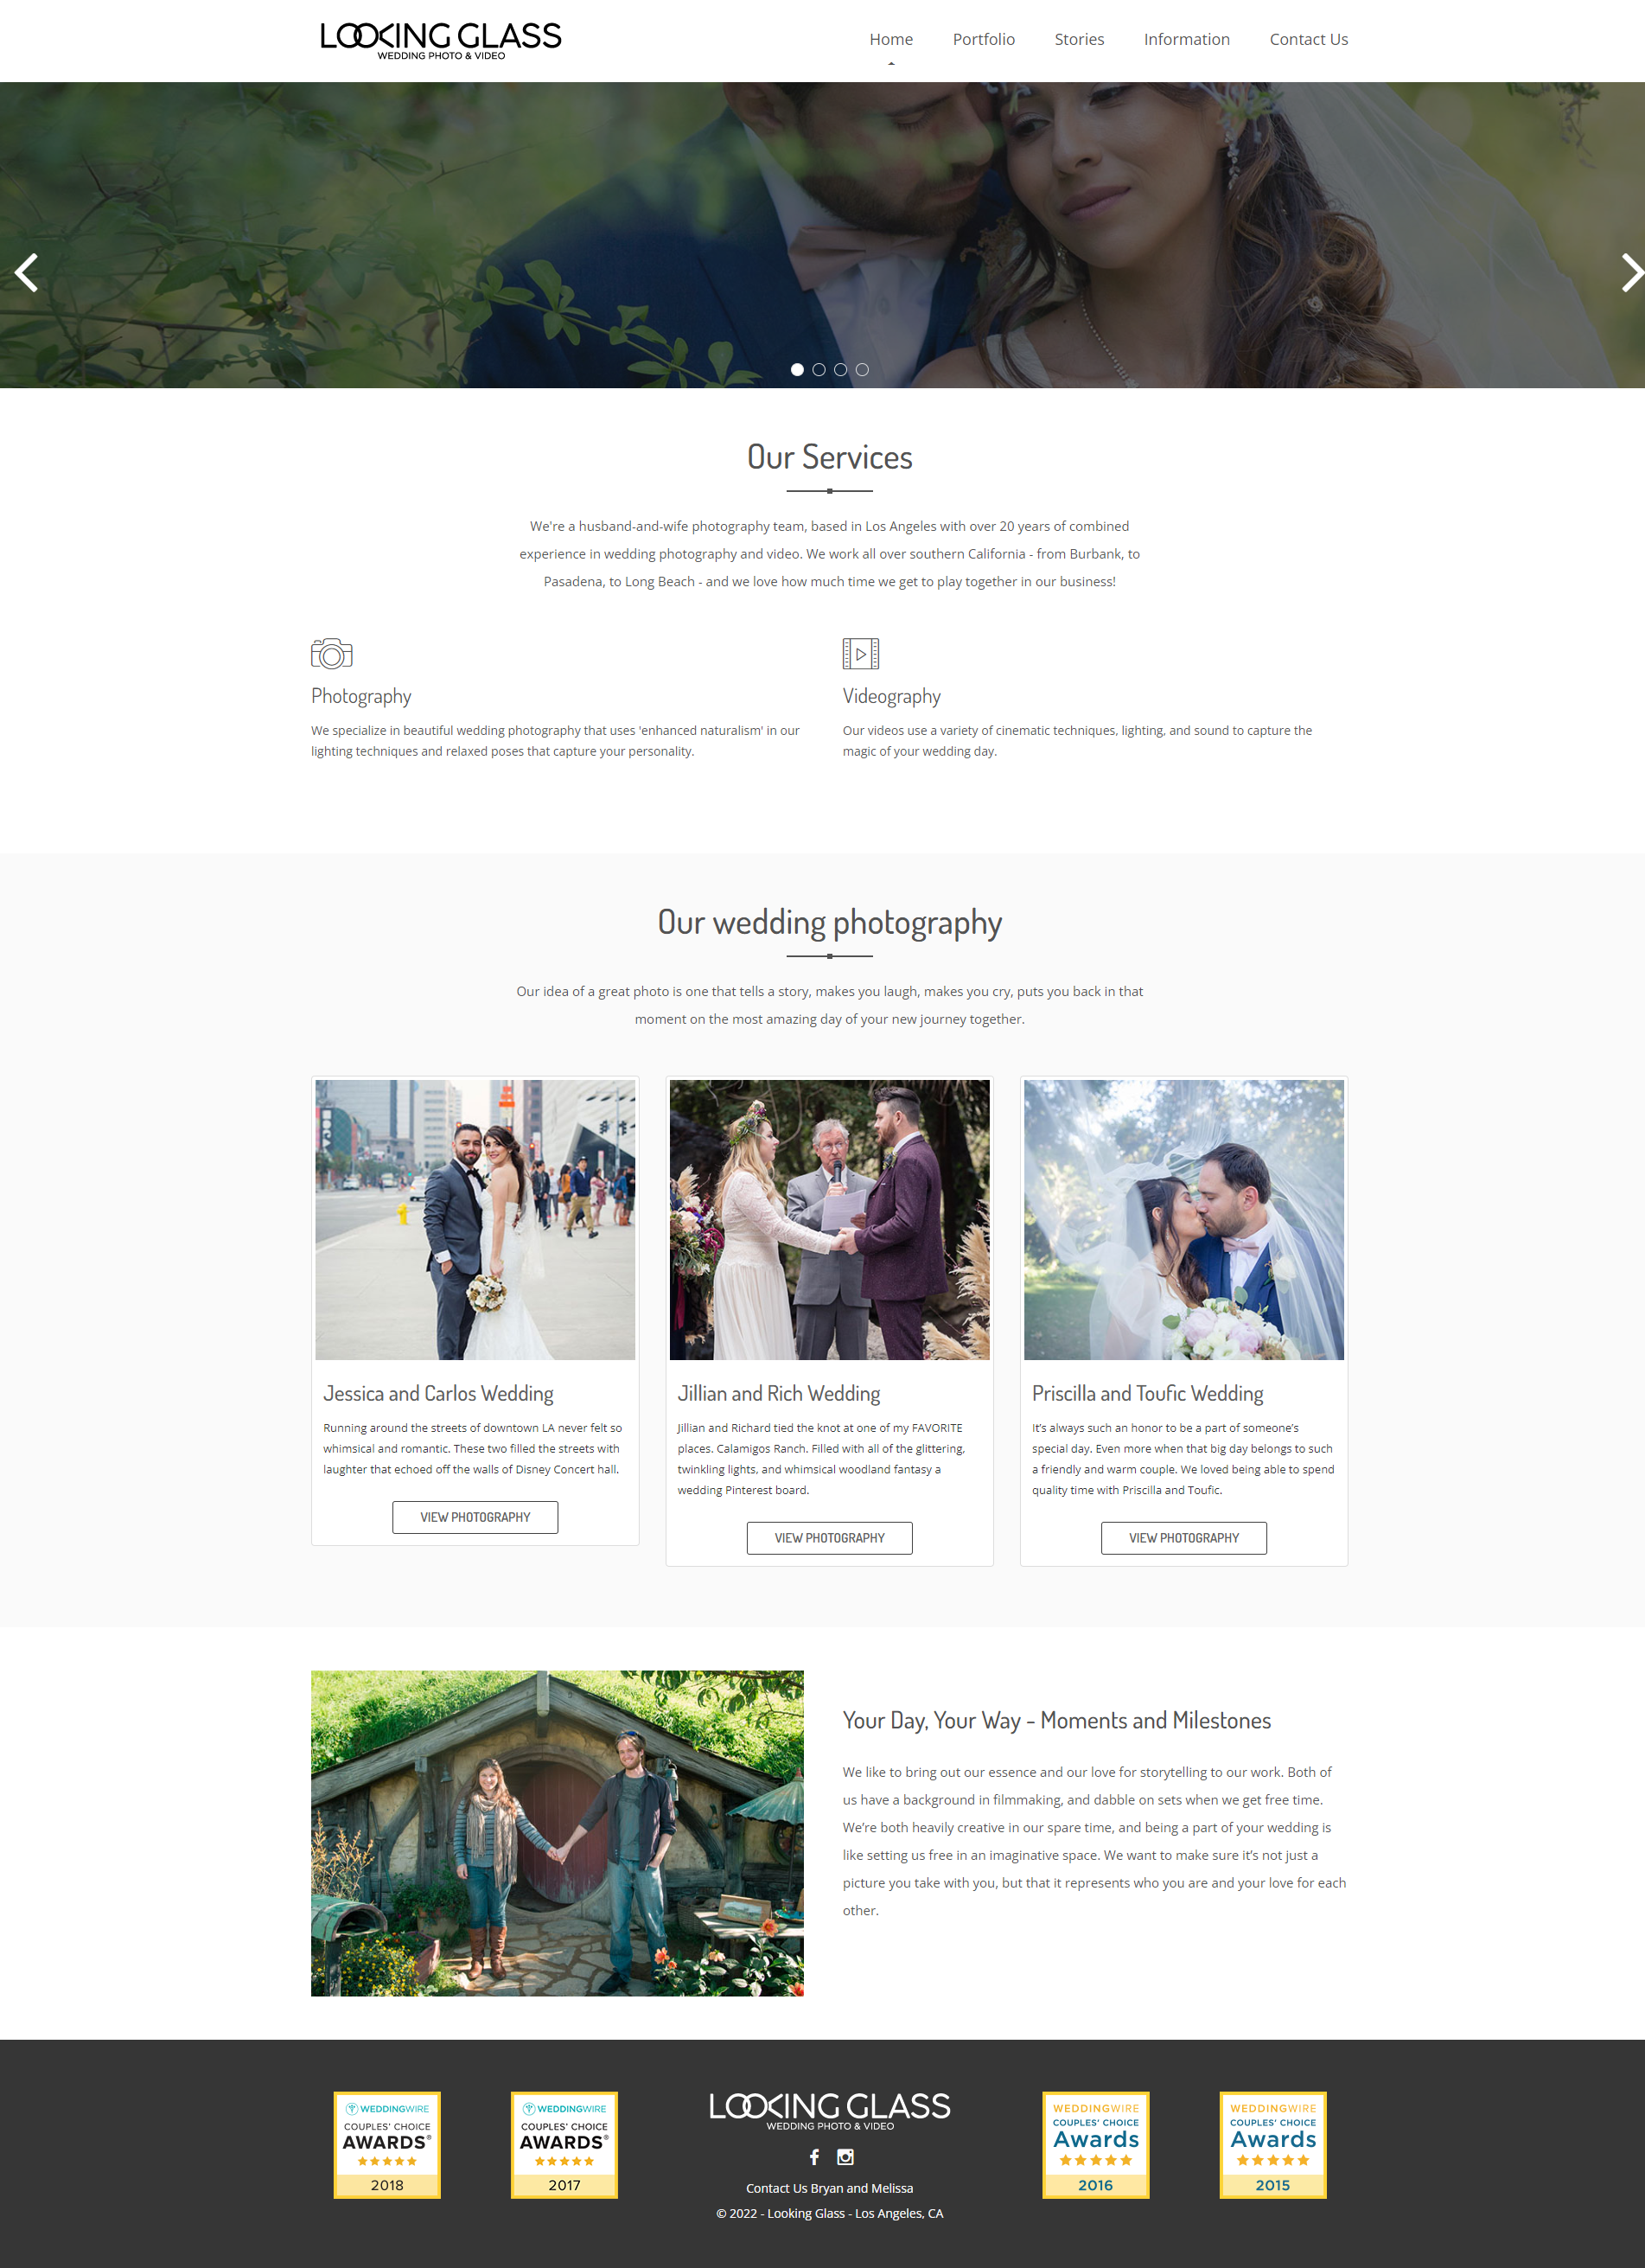 LOOKING GLASS
WEDDING PHOTO & VIDEO
Home
Portfolio
Stories
Information
Contact Us
Our Services
We're a husband-and-wife photography team, based in Los Angeles with over 20 years of combined
experience in wedding photography and video. We work all over southern California - from Burbank, to
Pasadena, to Long Beach - and we love how much time we get to play together in our business!
Photography
We specialize in beautiful wedding photography that uses 'enhanced naturalism' in our
lighting techniques and relaxed poses that capture your personality.
Videography
Our videos use a variety of cinematic techniques, lighting, and sound to capture the
magic of your wedding day.
Our wedding photography
Our idea of a great photo is one that tells a story, makes you laugh, makes you cry, puts you back in that
moment on the most amazing day of your new journey together.
Jessica and Carlos Wedding
Running around the streets of downtown LA never felt so
whimsical and romantic. These two filled the streets with
laughter that echoed off the walls of Disney Concert hall.
VIEW PHOTOGRAPHY
Jillian and Rich Wedding
Jillian and Richard tied the knot at one of my FAVORITE
places. Calamigos Ranch. Filled with all of the glittering,
twinkling lights, and whimsical woodland fantasy a
wedding Pinterest board.
VIEW PHOTOGRAPHY
Priscilla and Toufic Wedding
It's always such an honor to be a part of someone's
special day. Even more when that big day belongs to such
a friendly and warm couple. We loved being able to spend
quality time with Priscilla and Toufic.
VIEW PHOTOGRAPHY
Your Day, Your Way - Moments and Milestones
We like to bring out our essence and our love for storytelling to our work. Both of
us have a background in filmmaking, and dabble on sets when we get free time.
We're both heavily creative in our spare time, and being a part of your wedding is
like setting us free in an imaginative space. We want to make sure it's not just a
picture you take with you, but that it represents who you are and your love for each
other.
WEDDINGWIRE
COUPLES' CHOICE
AWARDS®
2018
WEDDINGWIRE
COUPLES' CHOICE
AWARDS®
2017
LOOKING GLASS
WEDDING PHOTO & VIDEO
Contact Us Bryan and Melissa
© 2022 - Looking Glass - Los Angeles, CA
WEDDINGWIRE
COUPLES' CHOICE
Awards
2016
WEDDINGWIRE
COUPLES' CHOICE
Awards
2015